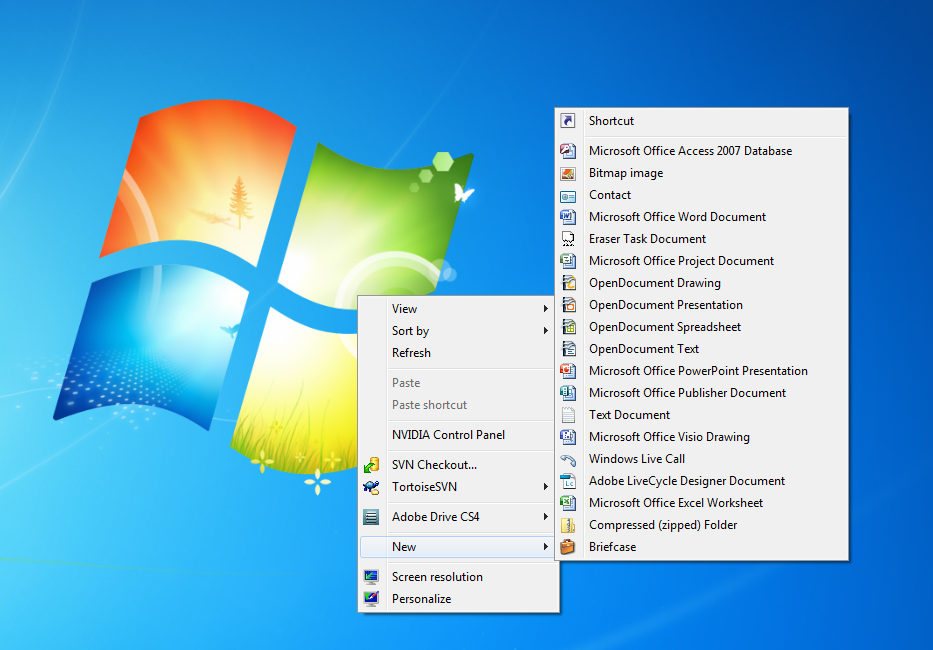 View
Sort by
Refresh
Paste
Paste shortcut
NVIDIA Control Panel
SVN Checkout...
TortoiseSVN
Adobe Drive CS4
New
Screen resolution
Personalize
Shortcut
Microsoft Office Access 2007 Database
Bitmap image
Contact
Microsoft Office Word Document
Eraser Task Document
Microsoft Office Project Document
OpenDocument Drawing
OpenDocument Presentation
OpenDocument Spreadsheet
OpenDocument Text
Microsoft Office PowerPoint Presentation
Microsoft Office Publisher Document
Text Document
Microsoft Office Visio Drawing
Windows Live Call
Adobe LiveCycle Designer Document
Microsoft Office Excel Worksheet
Compressed (zipped) Folder
Briefcase